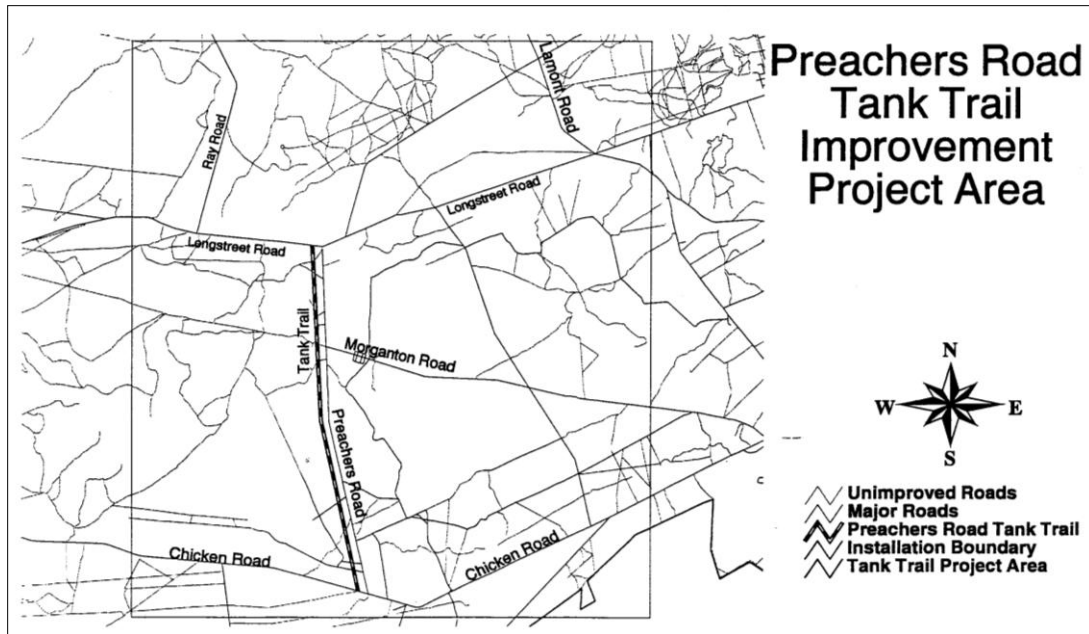 Preachers Road
Tank Trail
Improvement
Project Area
Lamont Road
Ray Road
Longstreet Road
Longstreet Road
Tank Trail
Morganton Road
Preachers Road
Chicken Road
Chicken Road
N
W
E
S
Unimproved Roads
Major Roads
Preachers Road Tank Trail
Installation Boundary
Tank Trail Project Area